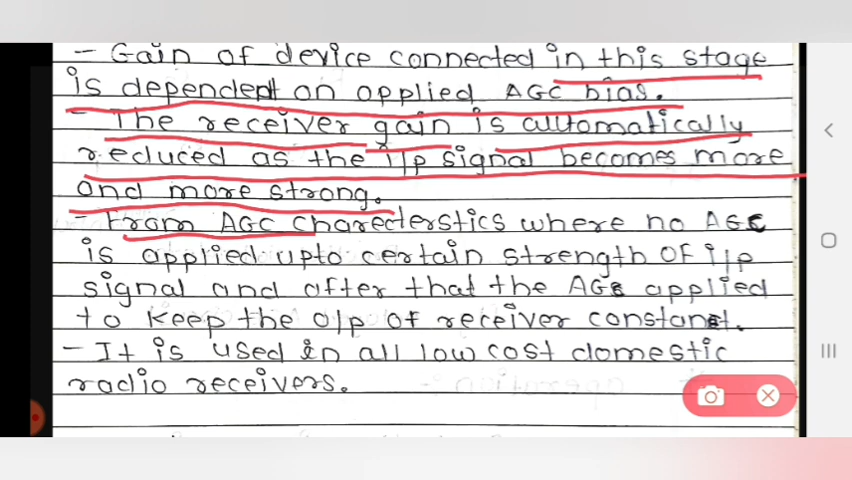 - Gain of device connected in this stage
is dependent on applied AGC bias.
- The receiver gain is automatically
reduced as the i/p signal becomes more
and more strong.
- From AGC charecterstics where no AGC
is applied upto certain strength of i/p
signal and after that the AGC applied
to keep the o/p of receiver constant.
- It is used in all low cost domestic
radio receivers.